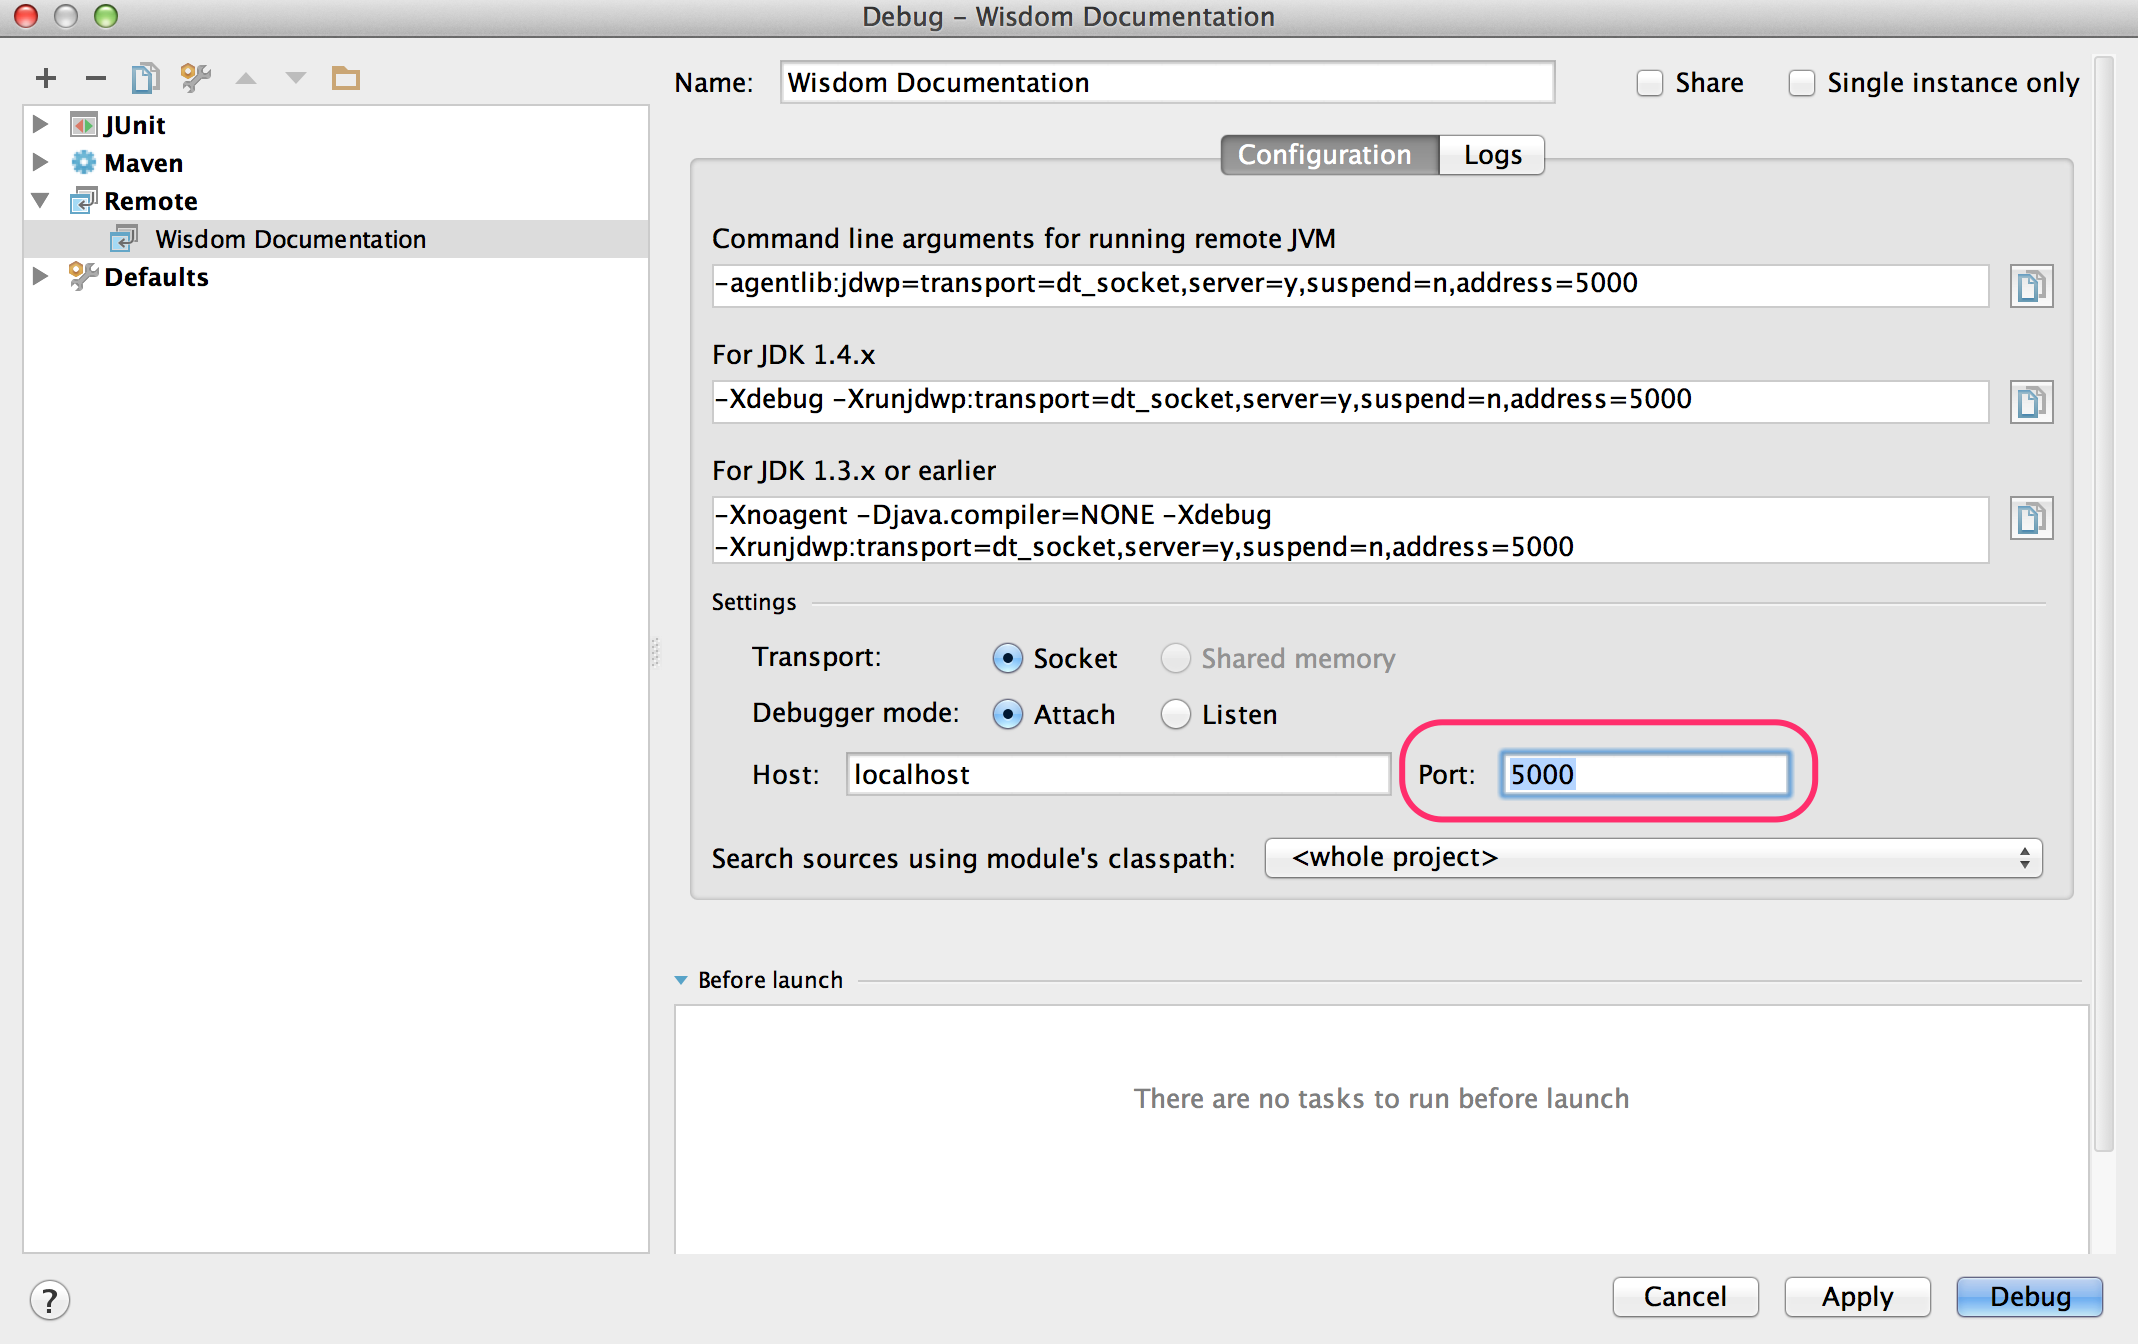 Debug – Wisdom Documentation
JUnit
Maven
Remote
Wisdom Documentation
Defaults
Name: Wisdom Documentation Share Single instance only
Configuration Logs
Command line arguments for running remote JVM
-agentlib:jdwp=transport=dt_socket,server=y,suspend=n,address=5000
For JDK 1.4.x
-Xdebug -Xrunjdwp:transport=dt_socket,server=y,suspend=n,address=5000
For JDK 1.3.x or earlier
-Xnoagent -Djava.compiler=NONE -Xdebug
-Xrunjdwp:transport=dt_socket,server=y,suspend=n,address=5000
Settings
Transport: Socket Shared memory
Debugger mode: Attach Listen
Host: localhost Port: 5000
Search sources using module's classpath: <whole project>
Before launch
There are no tasks to run before launch
? Cancel Apply Debug